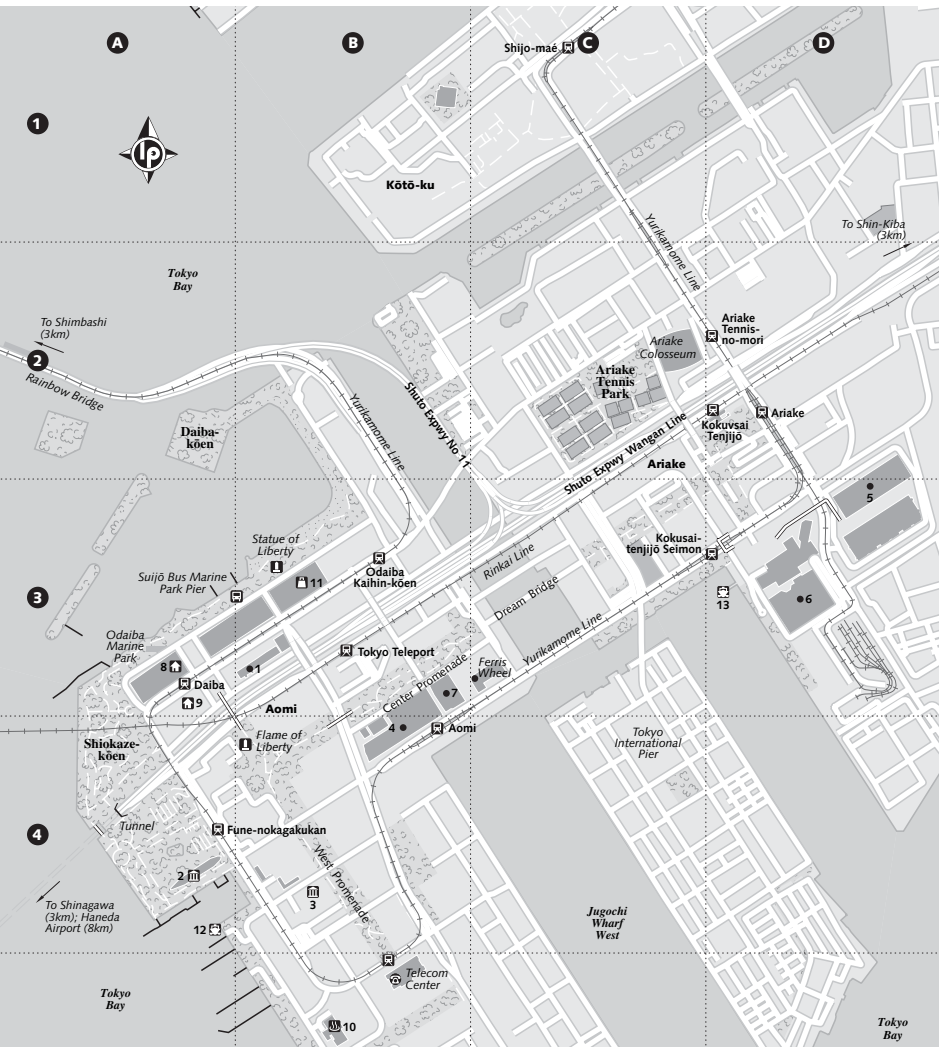 A
B
C
D
Shijo-maé
1
lp
Kōtō-ku
Yurikamome Line
To Shin-Kiba
(3km)
Tokyo
Bay
To Shimbashi
(3km)
2
Rainbow Bridge
Ariake
Tennis-
no-mori
Ariake
Colosseum
Ariake
Tennis
Park
Shuto Expwy No 11
Yurikamome Line
Daiba-
kōen
Shuto Expwy Wangan Line
Kokuvsai
Tenjijō
Ariake
Ariake
5
Statue of
Liberty
Kokusai-
tenjijō Seimon
Suijō Bus Marine
Park Pier
11
Odaiba
Kaihin-kōen
Rinkai Line
Dream Bridge
3
13
6
Odaiba
Marine
Park
8
1
Tokyo Teleport
Yurikamome Line
Daiba
Center Promenade
Ferris
Wheel
9
7
Aomi
4
Aomi
Shiokaze-
kōen
Flame of
Liberty
Tokyo
International
Pier
Tunnel
4
Fune-nokagakukan
West Promenade
2
3
To Shinagawa
(3km); Haneda
Airport (8km)
12
Jugochi
Wharf
West
Telecom
Center
Tokyo
Bay
10
Tokyo
Bay